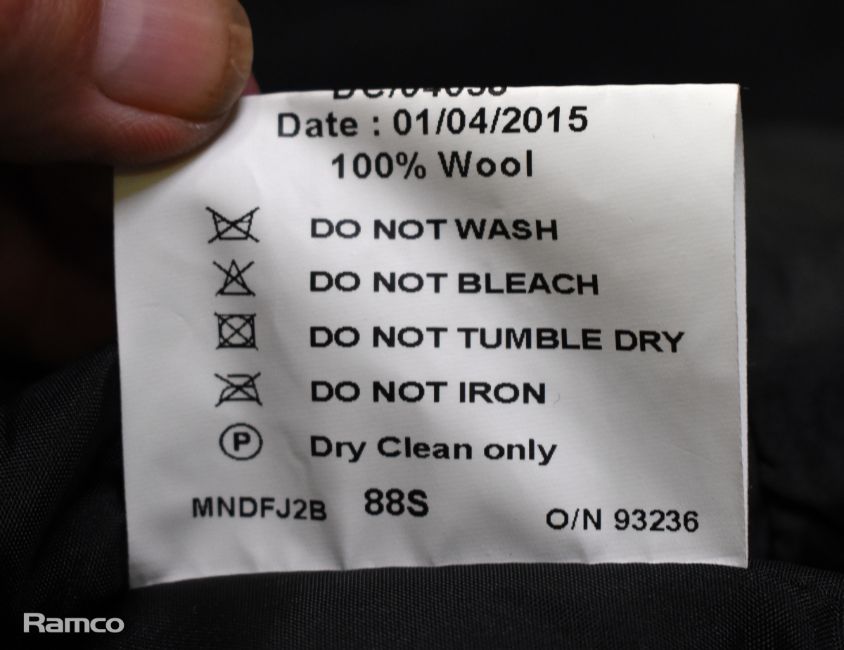 Date : 01/04/2015
100% Wool
DO NOT WASH
DO NOT BLEACH
DO NOT TUMBLE DRY
DO NOT IRON
P Dry Clean only
MNDFJ2B 88S O/N 93236
Ramco